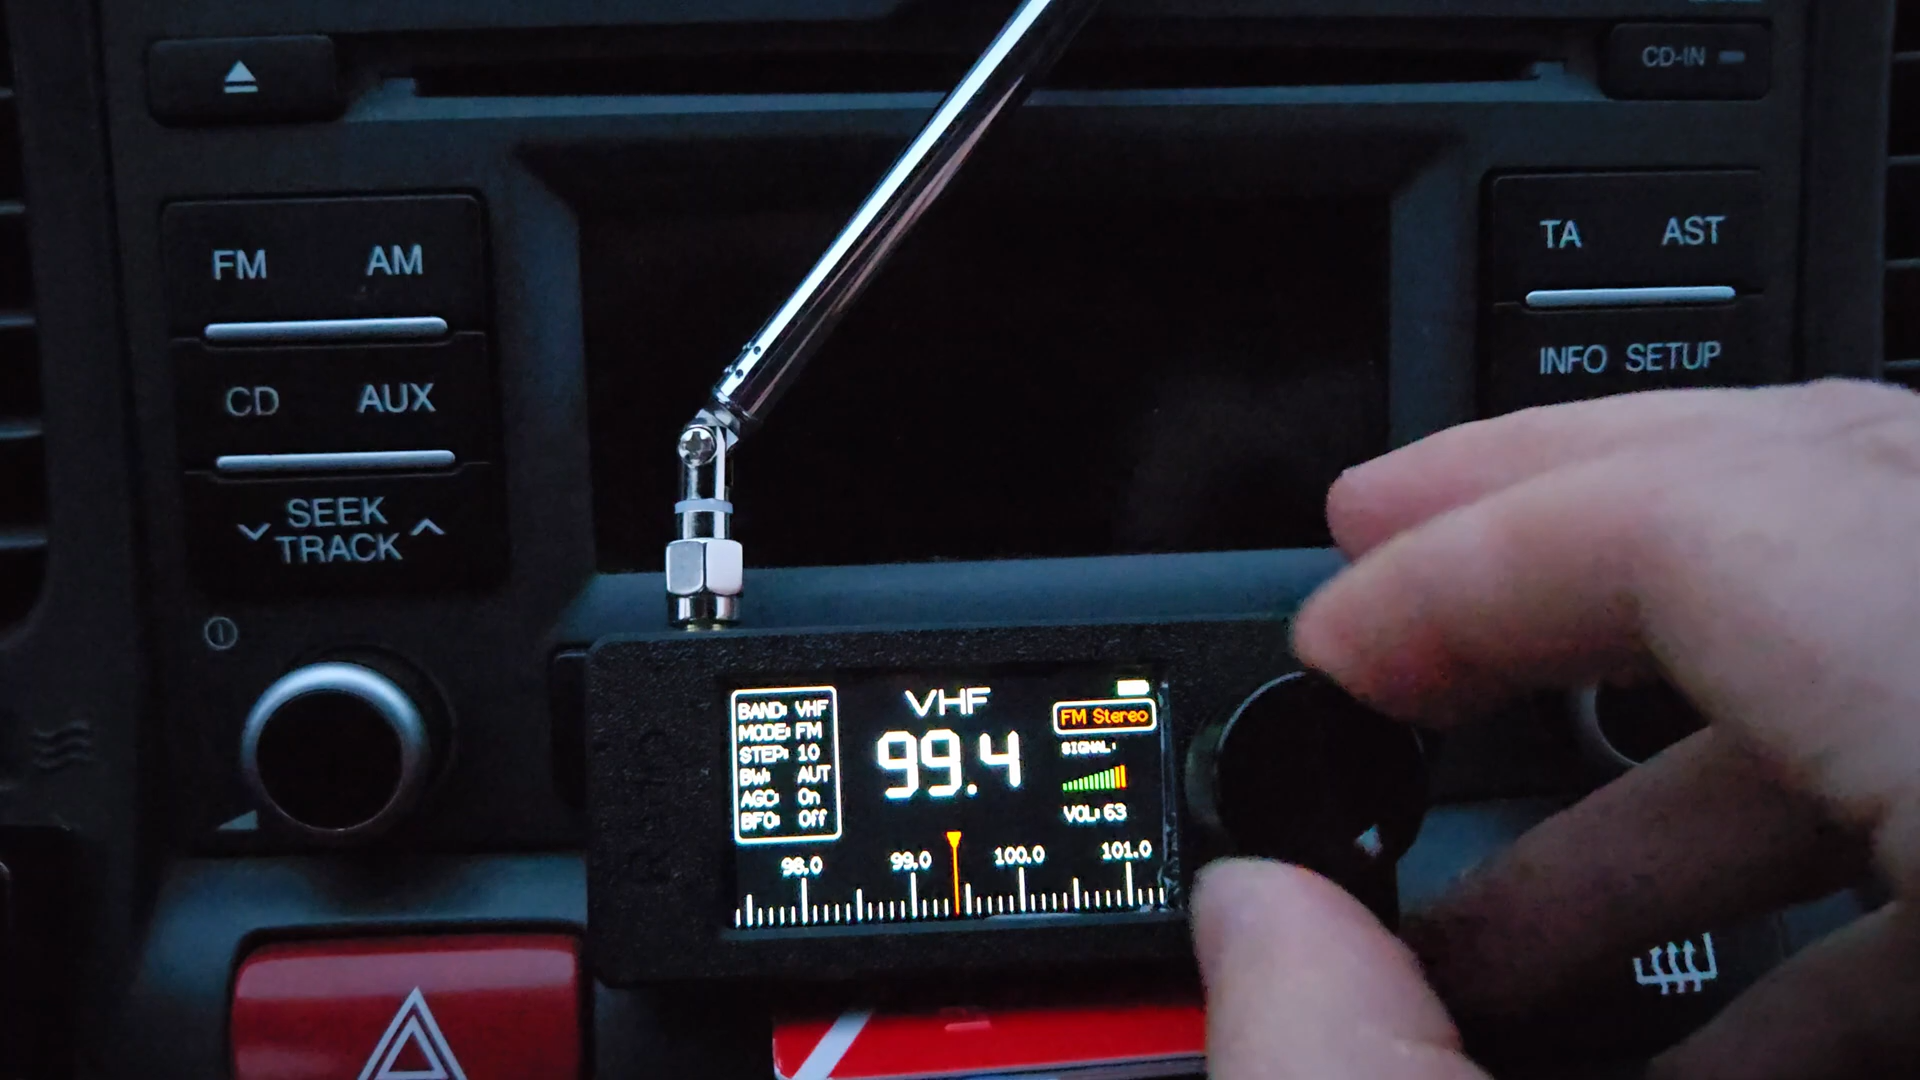 CD-IN
FM AM
TA AST
CD AUX
INFO SETUP
SEEK
TRACK
BAND: VHF
MODE: FM
STEP: 10
BW: AUT
AGC: On
BFO: Off
VHF
99.4
FM Stereo
SIGNAL:
VOL: 63
98.0 99.0 100.0 101.0